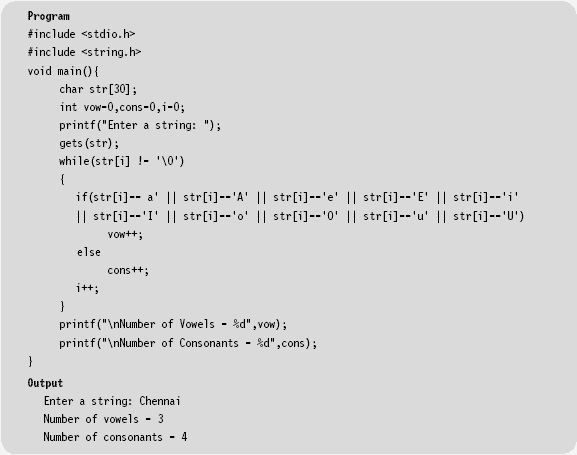 Program
#include <stdio.h>
#include <string.h>
void main(){
char str[30];
int vow=0,cons=0,i=0;
printf("Enter a string: ");
gets(str);
while(str[i] != '\0')
{
if(str[i]== a' || str[i]=='A' || str[i]=='e' || str[i]=='E' || str[i]=='i'
|| str[i]=='I' || str[i]=='o' || str[i]=='O' || str[i]=='u' || str[i]=='U')
vow++;
else
cons++;
i++;
}
printf("\nNumber of Vowels = %d",vow);
printf("\nNumber of Consonants = %d",cons);
}
Output
Enter a string: Chennai
Number of vowels = 3
Number of consonants = 4